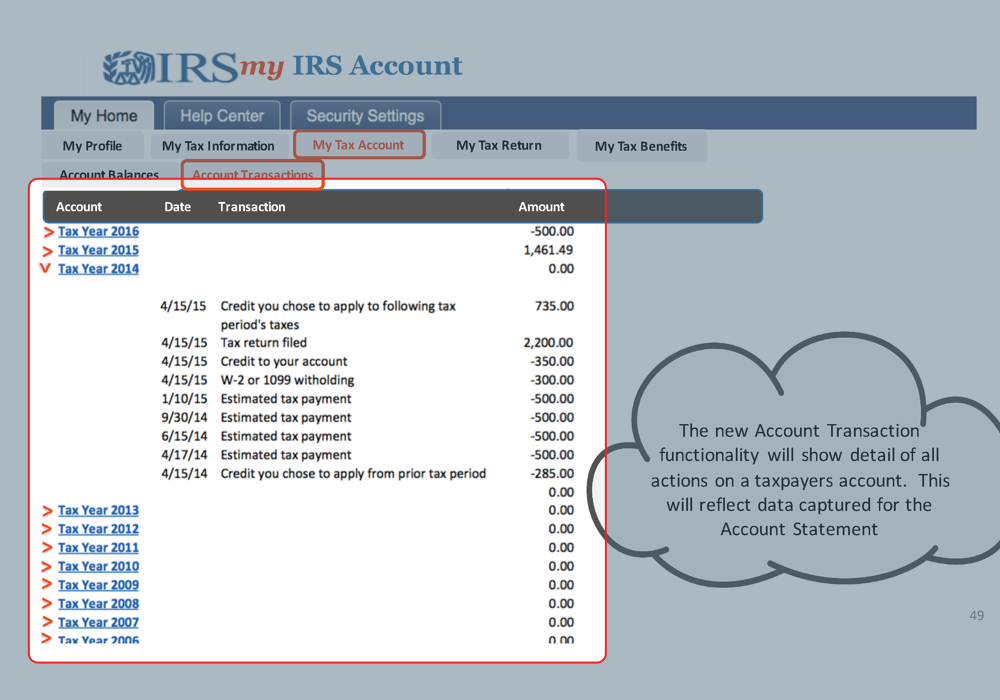 IRS my IRS Account
My Home Help Center Security Settings
My Profile My Tax Information My Tax Account My Tax Return My Tax Benefits
Account Balances Account Transactions
Account Date Transaction Amount
> Tax Year 2016 -500.00
> Tax Year 2015 1,461.49
v Tax Year 2014 0.00
4/15/15 Credit you chose to apply to following tax 735.00
period's taxes
4/15/15 Tax return filed 2,200.00
4/15/15 Credit to your account -350.00
4/15/15 W-2 or 1099 witholding -300.00
1/10/15 Estimated tax payment -500.00
9/30/14 Estimated tax payment -500.00
6/15/14 Estimated tax payment -500.00
4/17/14 Estimated tax payment -500.00
4/15/14 Credit you chose to apply from prior tax period -285.00
0.00
> Tax Year 2013 0.00
> Tax Year 2012 0.00
> Tax Year 2011 0.00
> Tax Year 2010 0.00
> Tax Year 2009 0.00
> Tax Year 2008 0.00
> Tax Year 2007 0.00
> Tax Year 2006 0.00
The new Account Transaction
functionality will show detail of all
actions on a taxpayers account. This
will reflect data captured for the
Account Statement
49